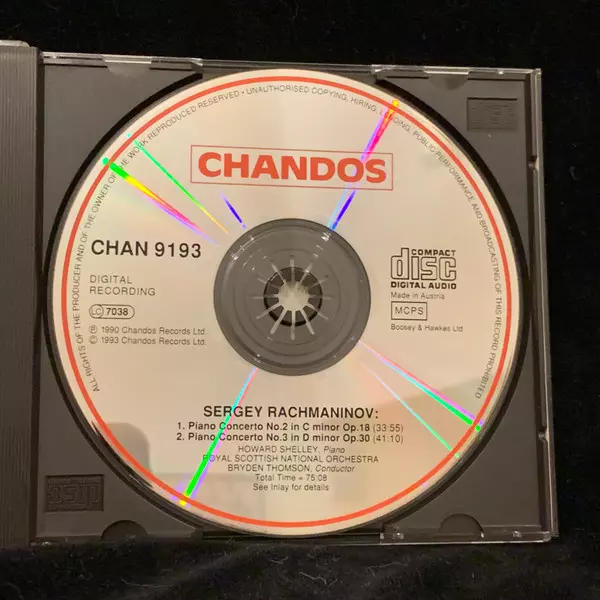 ALL RIGHTS OF THE PRODUCER AND OF THE OWNER OF THE WORK REPRODUCED RESERVED • UNAUTHORISED COPYING, HIRING, LENDING, PUBLIC PERFORMANCE AND BROADCASTING OF THIS RECORD PROHIBITED
CHANDOS
CHAN 9193
DIGITAL
RECORDING
LC 7038
℗ 1990 Chandos Records Ltd.
© 1993 Chandos Records Ltd.
COMPACT
disc
DIGITAL AUDIO
Made in Austria
MCPS
Boosey & Hawkes Ltd
SERGEY RACHMANINOV:
1. Piano Concerto No.2 in C minor Op.18 (33:55)
2. Piano Concerto No.3 in D minor Op.30 (41:10)
HOWARD SHELLEY, Piano
ROYAL SCOTTISH NATIONAL ORCHESTRA
BRYDEN THOMSON, Conductor
Total Time = 75:08
See Inlay for details